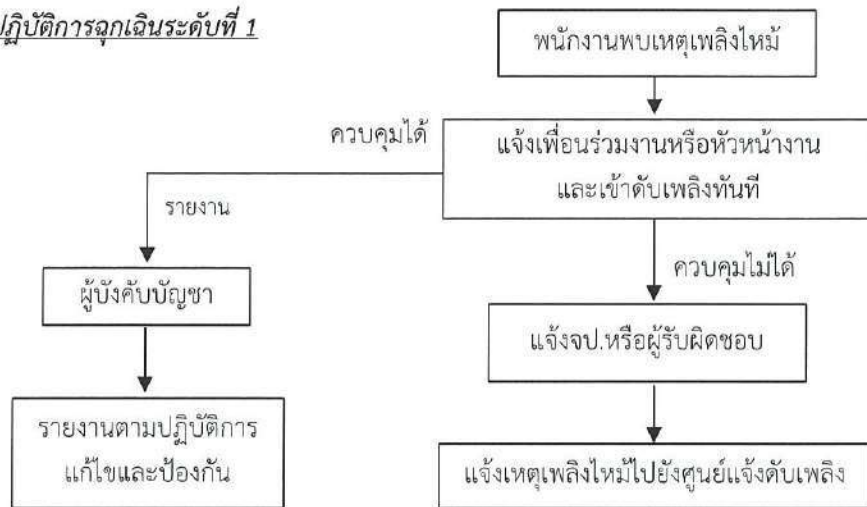 ปฏิบัติการฉุกเฉินระดับที่ 1
พนักงานพบเหตุเพลิงไหม้
ควบคุมได้
แจ้งเพื่อนร่วมงานหรือหัวหน้างาน
และเข้าดับเพลิงทันที
รายงาน
ควบคุมไม่ได้
ผู้บังคับบัญชา
แจ้งจป.หรือผู้รับผิดชอบ
รายงานตามปฏิบัติการ
แก้ไขและป้องกัน
แจ้งเหตุเพลิงไหม้ไปยังศูนย์แจ้งดับเพลิง